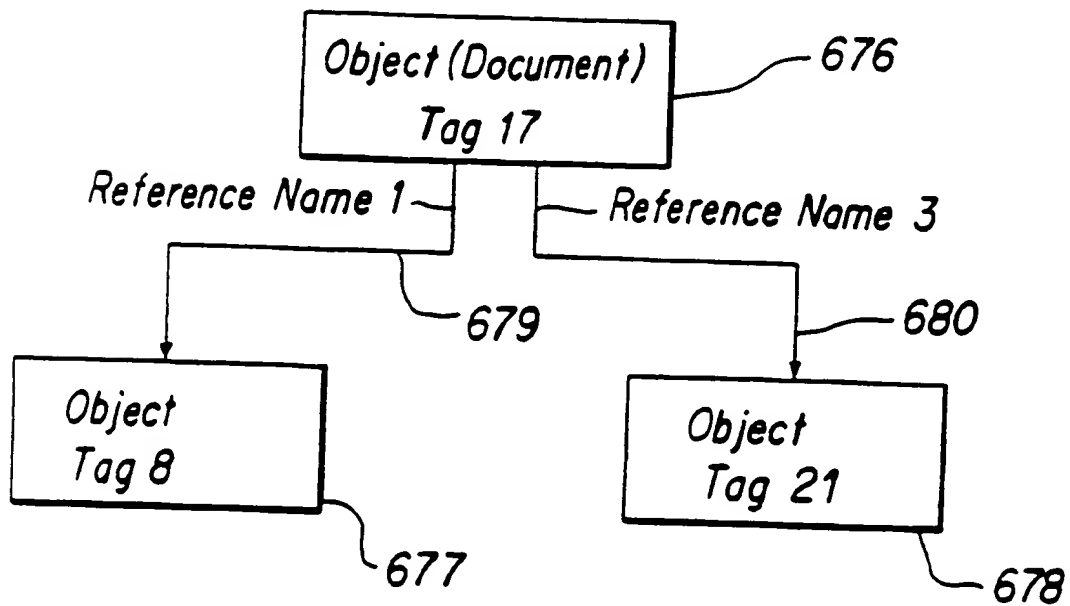 Object (Document)
Tag 17
676
Reference Name 1
Reference Name 3
679
680
Object
Tag 8
677
Object
Tag 21
678